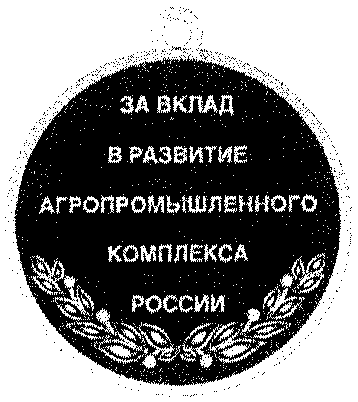 ЗА ВКЛАД
В РАЗВИТИЕ
АГРОПРОМЫШЛЕННОГО
КОМПЛЕКСА
РОССИИ